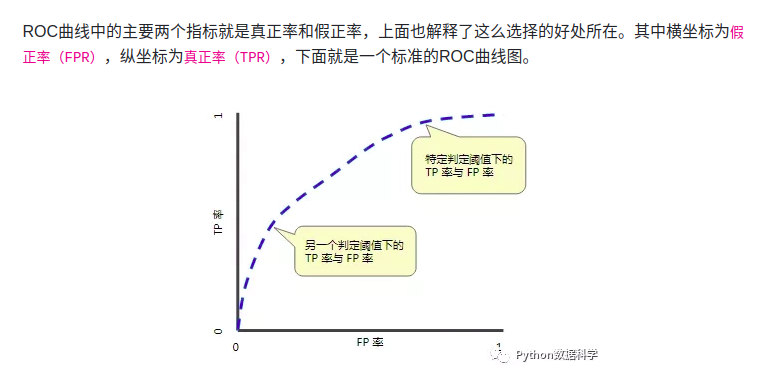 ROC曲线中的主要两个指标就是真正率和假正率，上面也解释了这么选择的好处所在。其中横坐标为假
正率（FPR），纵坐标为真正率（TPR），下面就是一个标准的ROC曲线图。
1
特定判定阈值下的
TP 率与 FP 率
TP 率
另一个判定阈值下的
TP 率与 FP 率
0
0
FP 率
1
Python数据科学